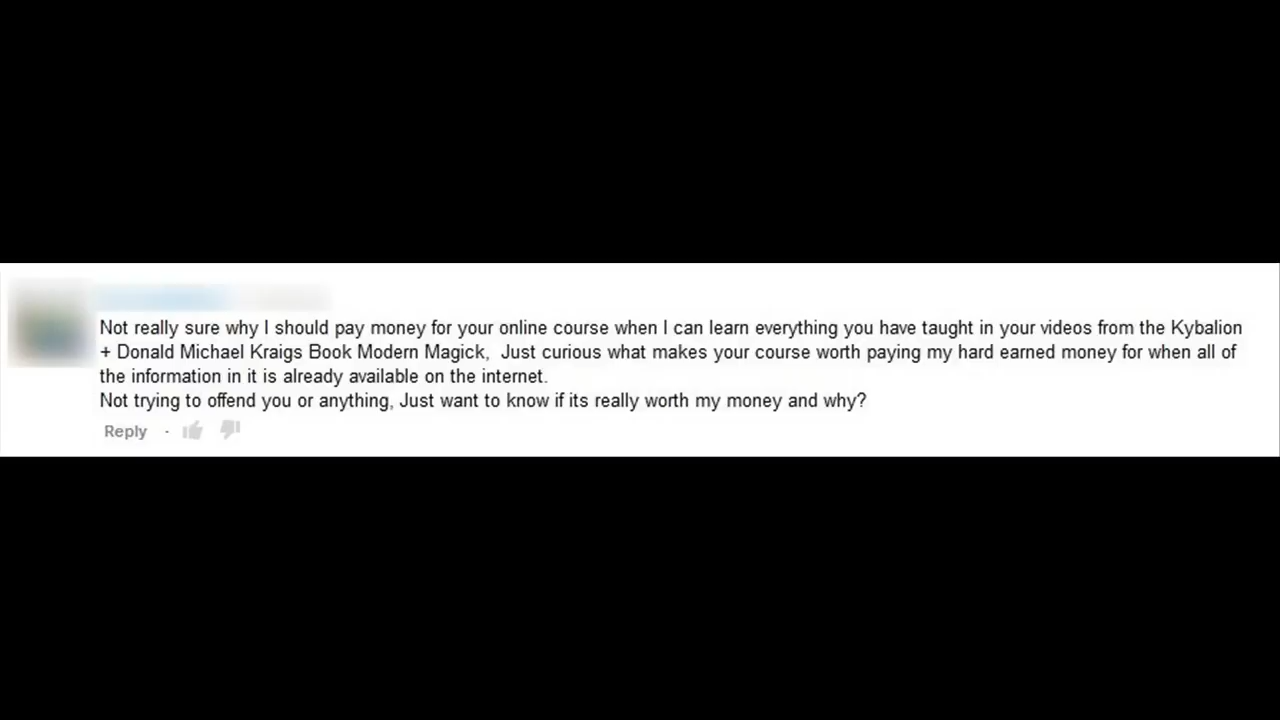 Not really sure why I should pay money for your online course when I can learn everything you have taught in your videos from the Kybalion
+ Donald Michael Kraigs Book Modern Magick,  Just curious what makes your course worth paying my hard earned money for when all of
the information in it is already available on the internet.
Not trying to offend you or anything, Just want to know if its really worth my money and why?
Reply ·